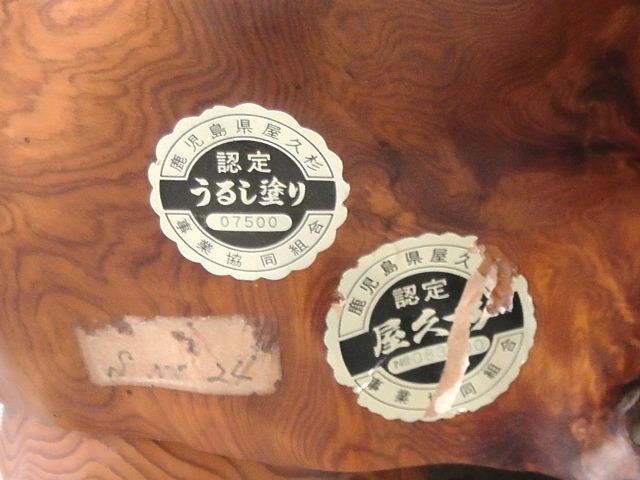 鹿児島県屋久杉
認定
うるし塗り
07500
事業協同組合
鹿児島県屋久
認定
屋久
事業協同組合
24